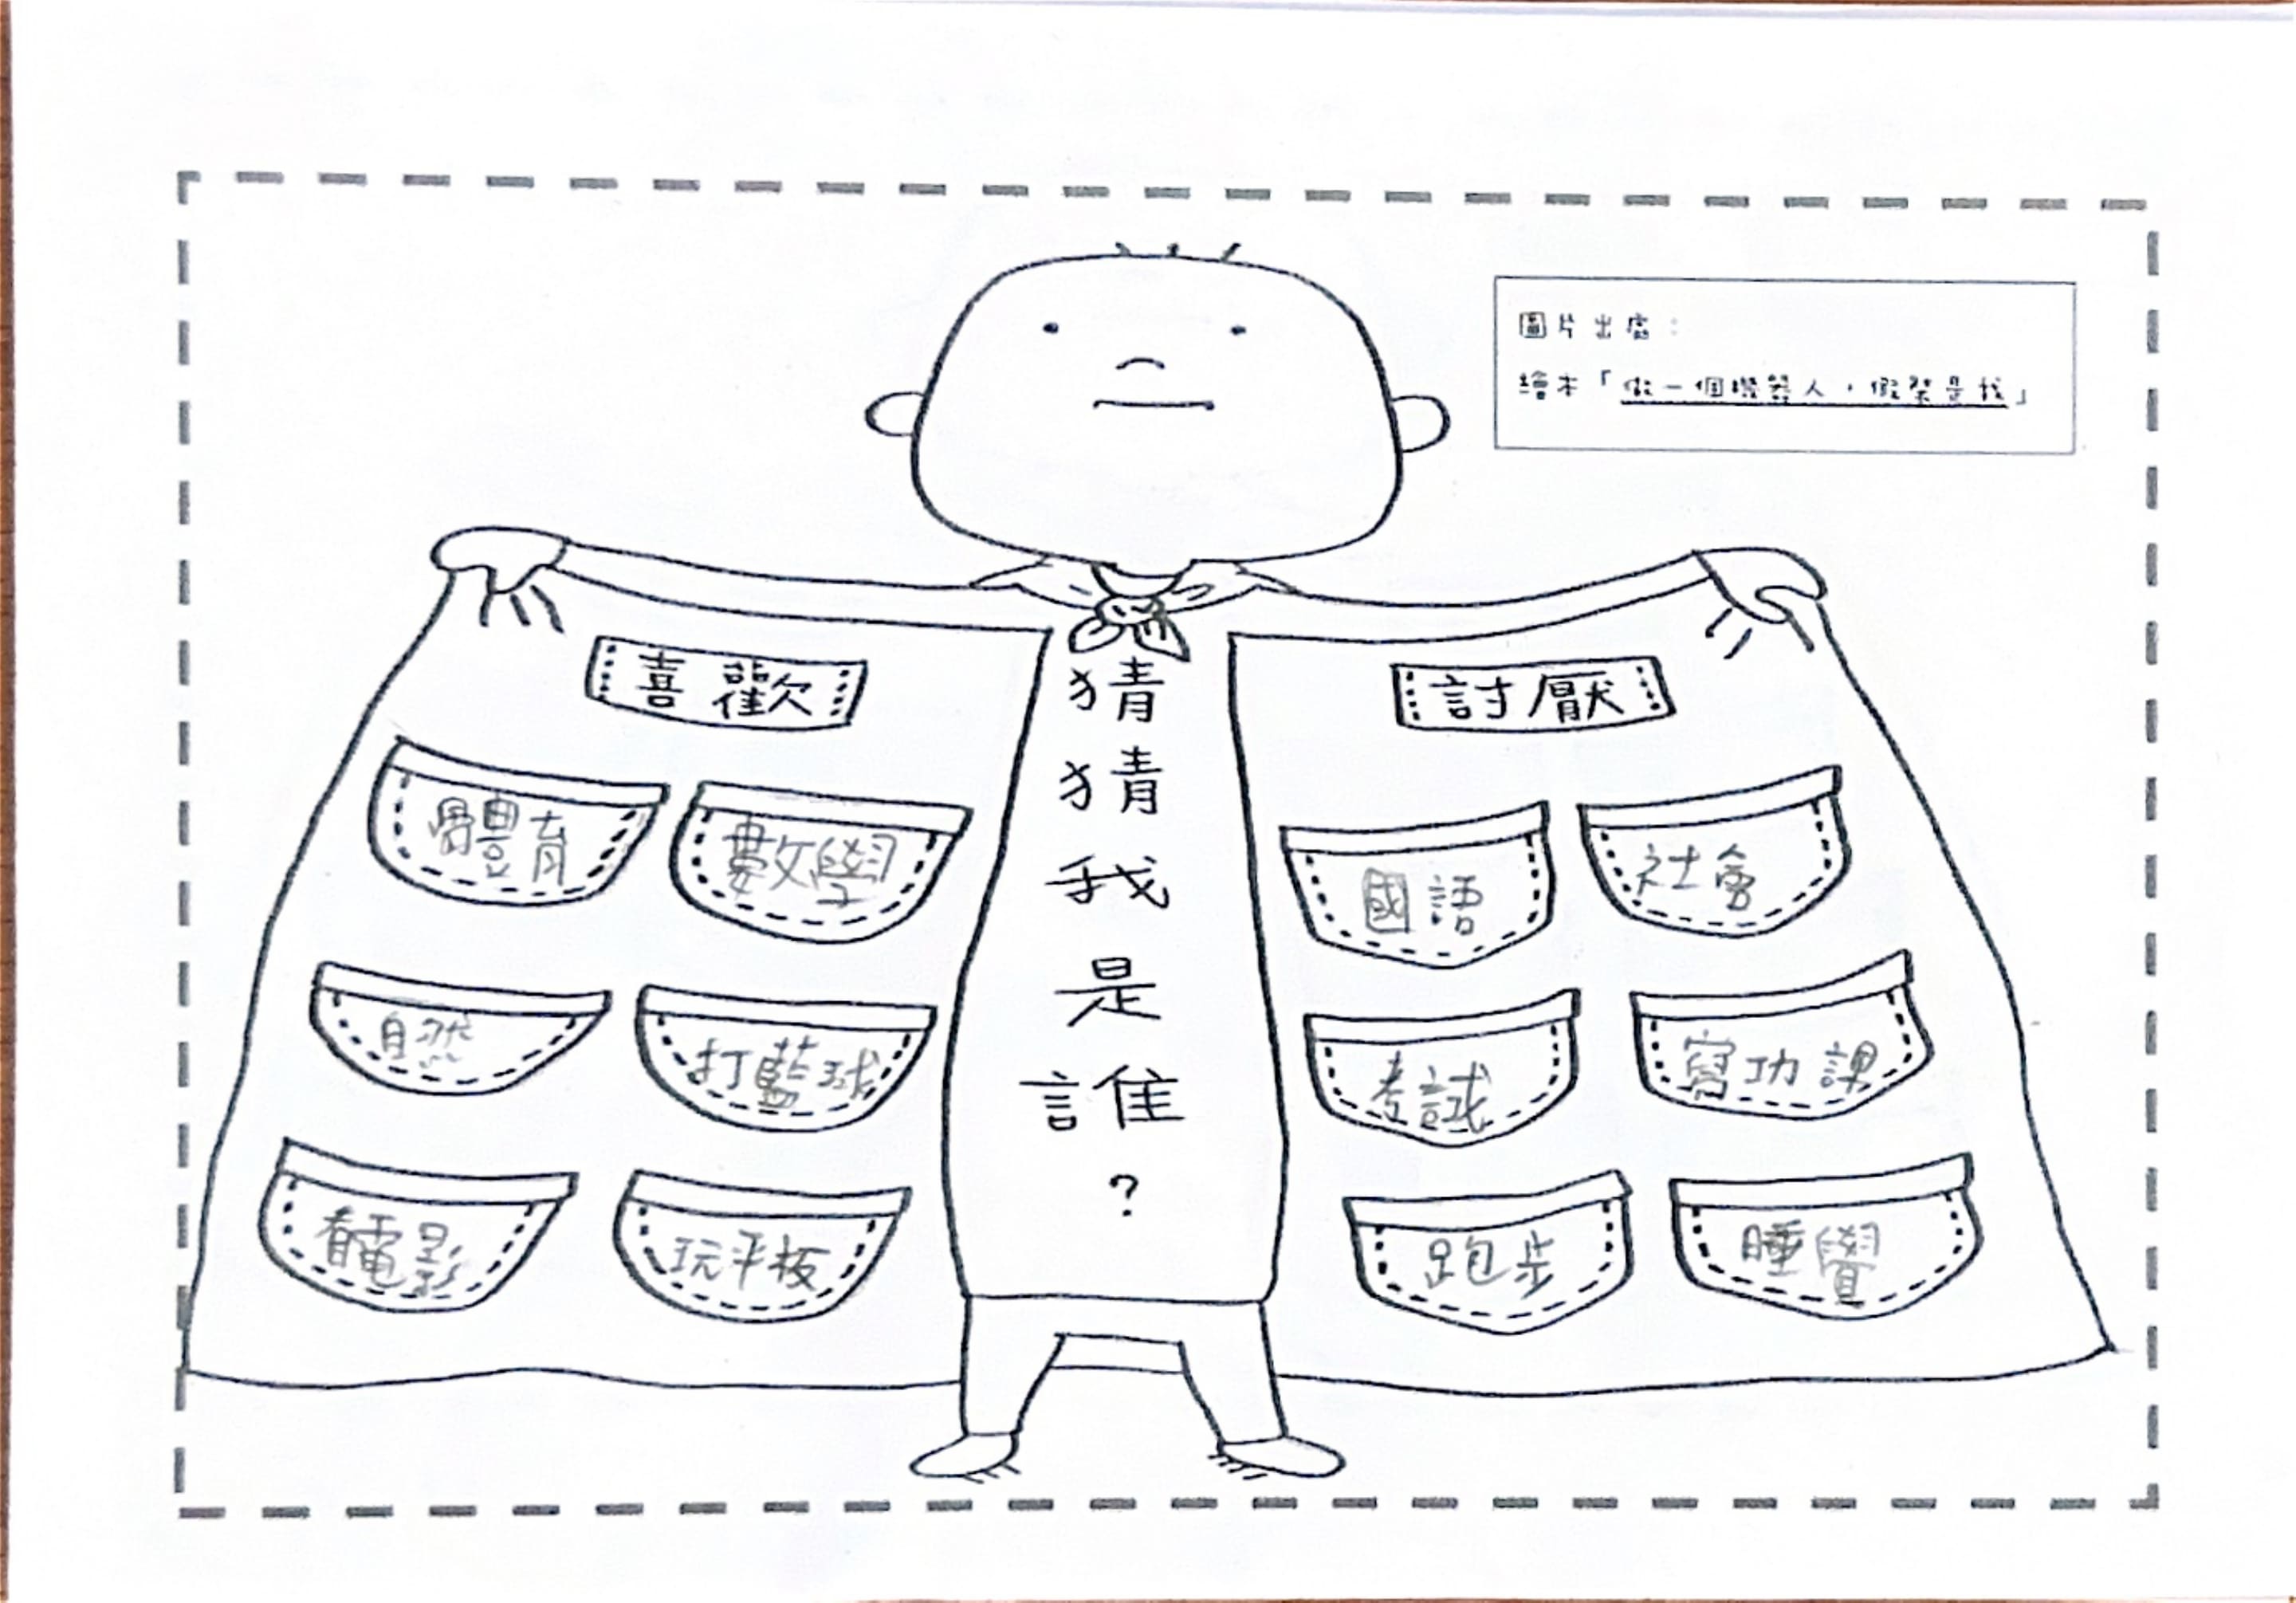 圖片出處：
繪本「做一個機器人，假裝是我」
喜歡
討厭
猜猜我是誰？
體育
數學
自然
打藍球
看電影
玩平板
國語
社會
考試
寫功課
跑步
睡覺